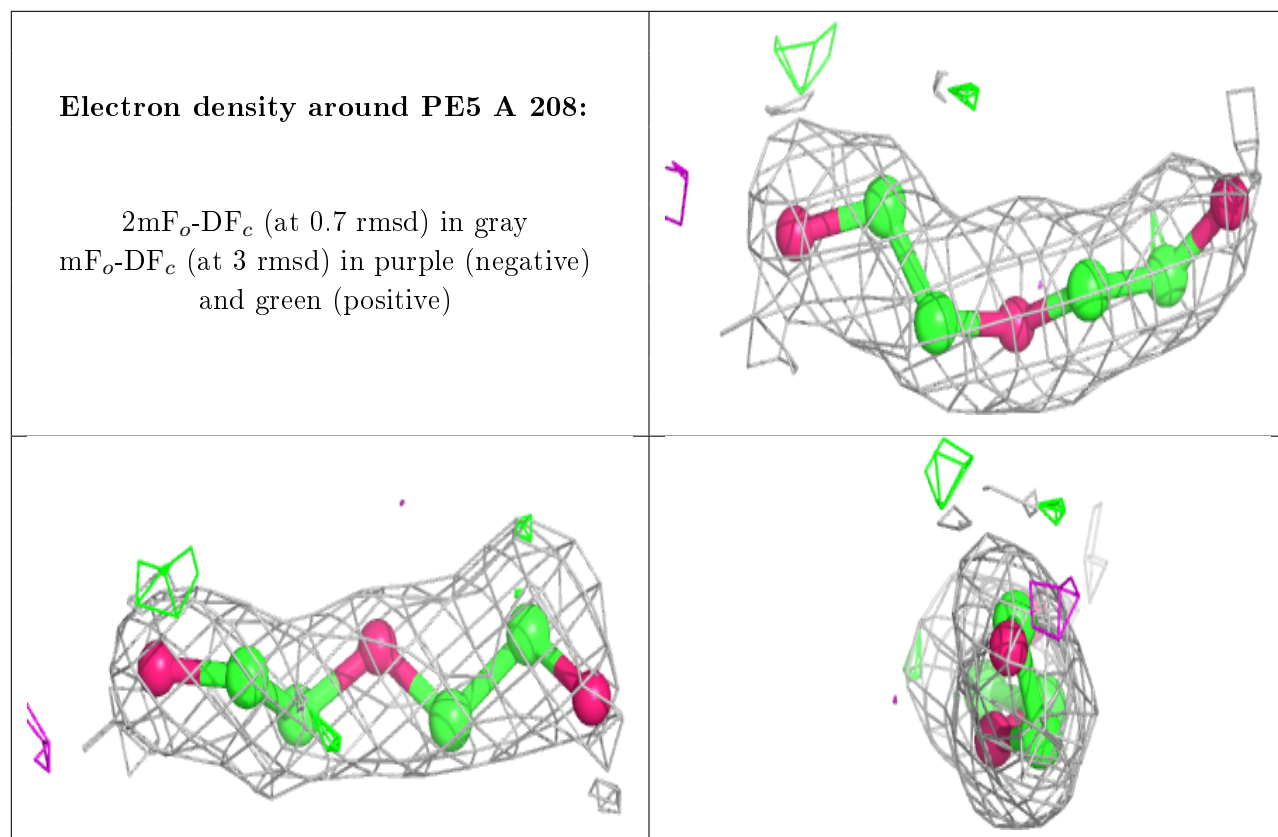 Electron density around PE5 A 208:
2mFo-DFc (at 0.7 rmsd) in gray
mFo-DFc (at 3 rmsd) in purple (negative)
and green (positive)